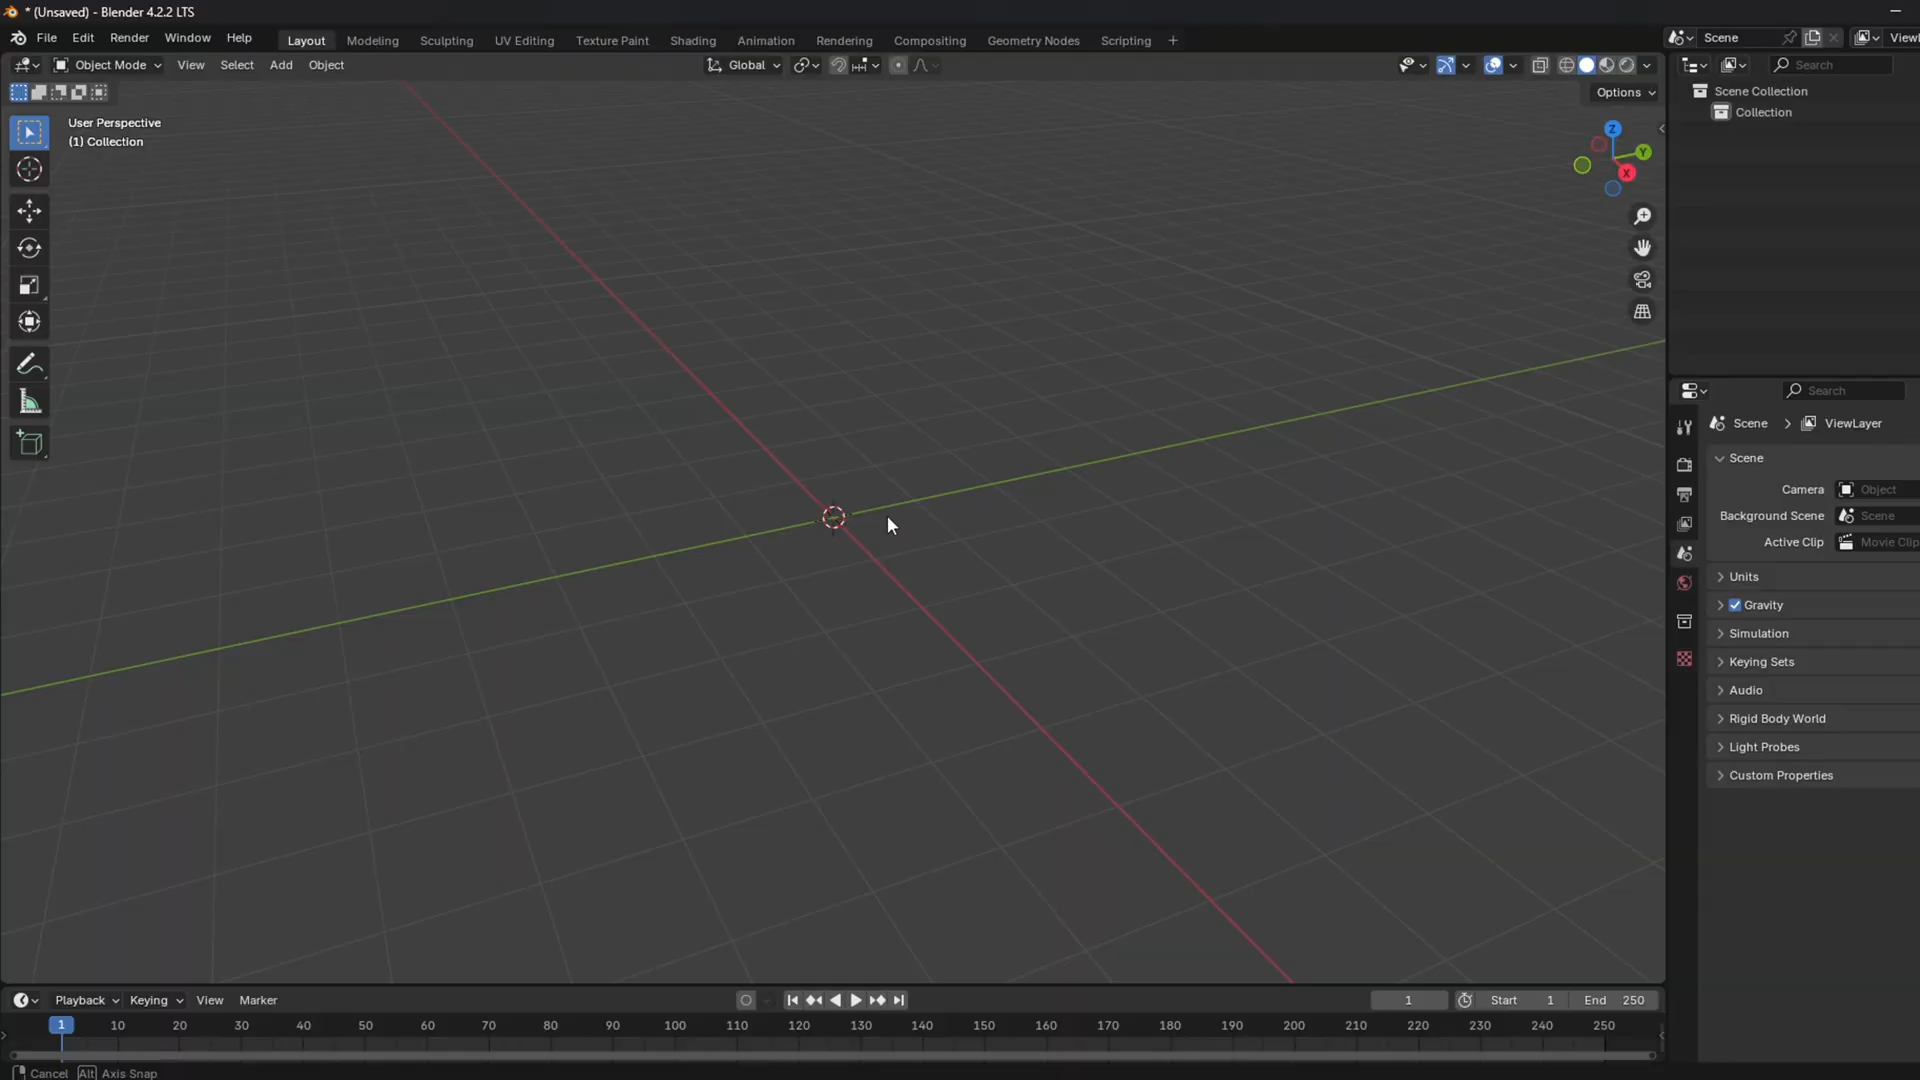 * (Unsaved) - Blender 4.2.2 LTS
File Edit Render Window Help Layout Modeling Sculpting UV Editing Texture Paint Shading Animation Rendering Compositing Geometry Nodes Scripting + Scene ViewL
Object Mode View Select Add Object Global Search
Options
Scene Collection
Collection
User Perspective
(1) Collection
Z
Y
X
Search
Scene ViewLayer
Scene
Camera Object
Background Scene Scene
Active Clip Movie Clip
Units
Gravity
Simulation
Keying Sets
Audio
Rigid Body World
Light Probes
Custom Properties
Playback Keying View Marker 1 Start 1 End 250
1 10 20 30 40 50 60 70 80 90 100 110 120 130 140 150 160 170 180 190 200 210 220 230 240 250
Cancel Alt Axis Snap